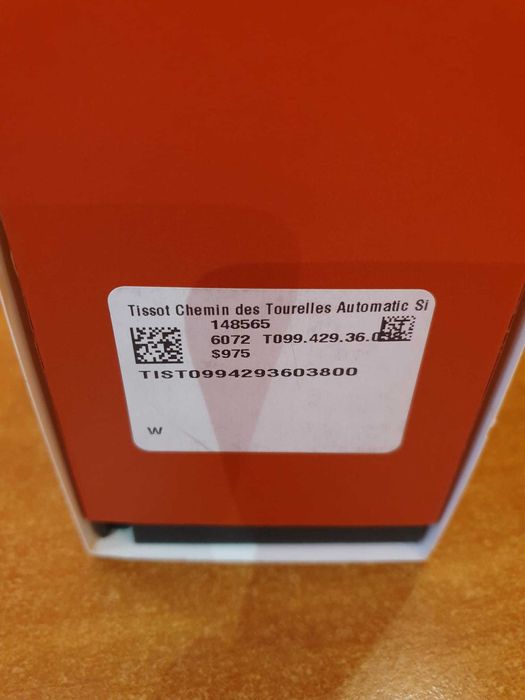 Tissot Chemin des Tourelles Automatic Si
148565
6072 T099.429.36.0
$975
TIST0994293603800
W